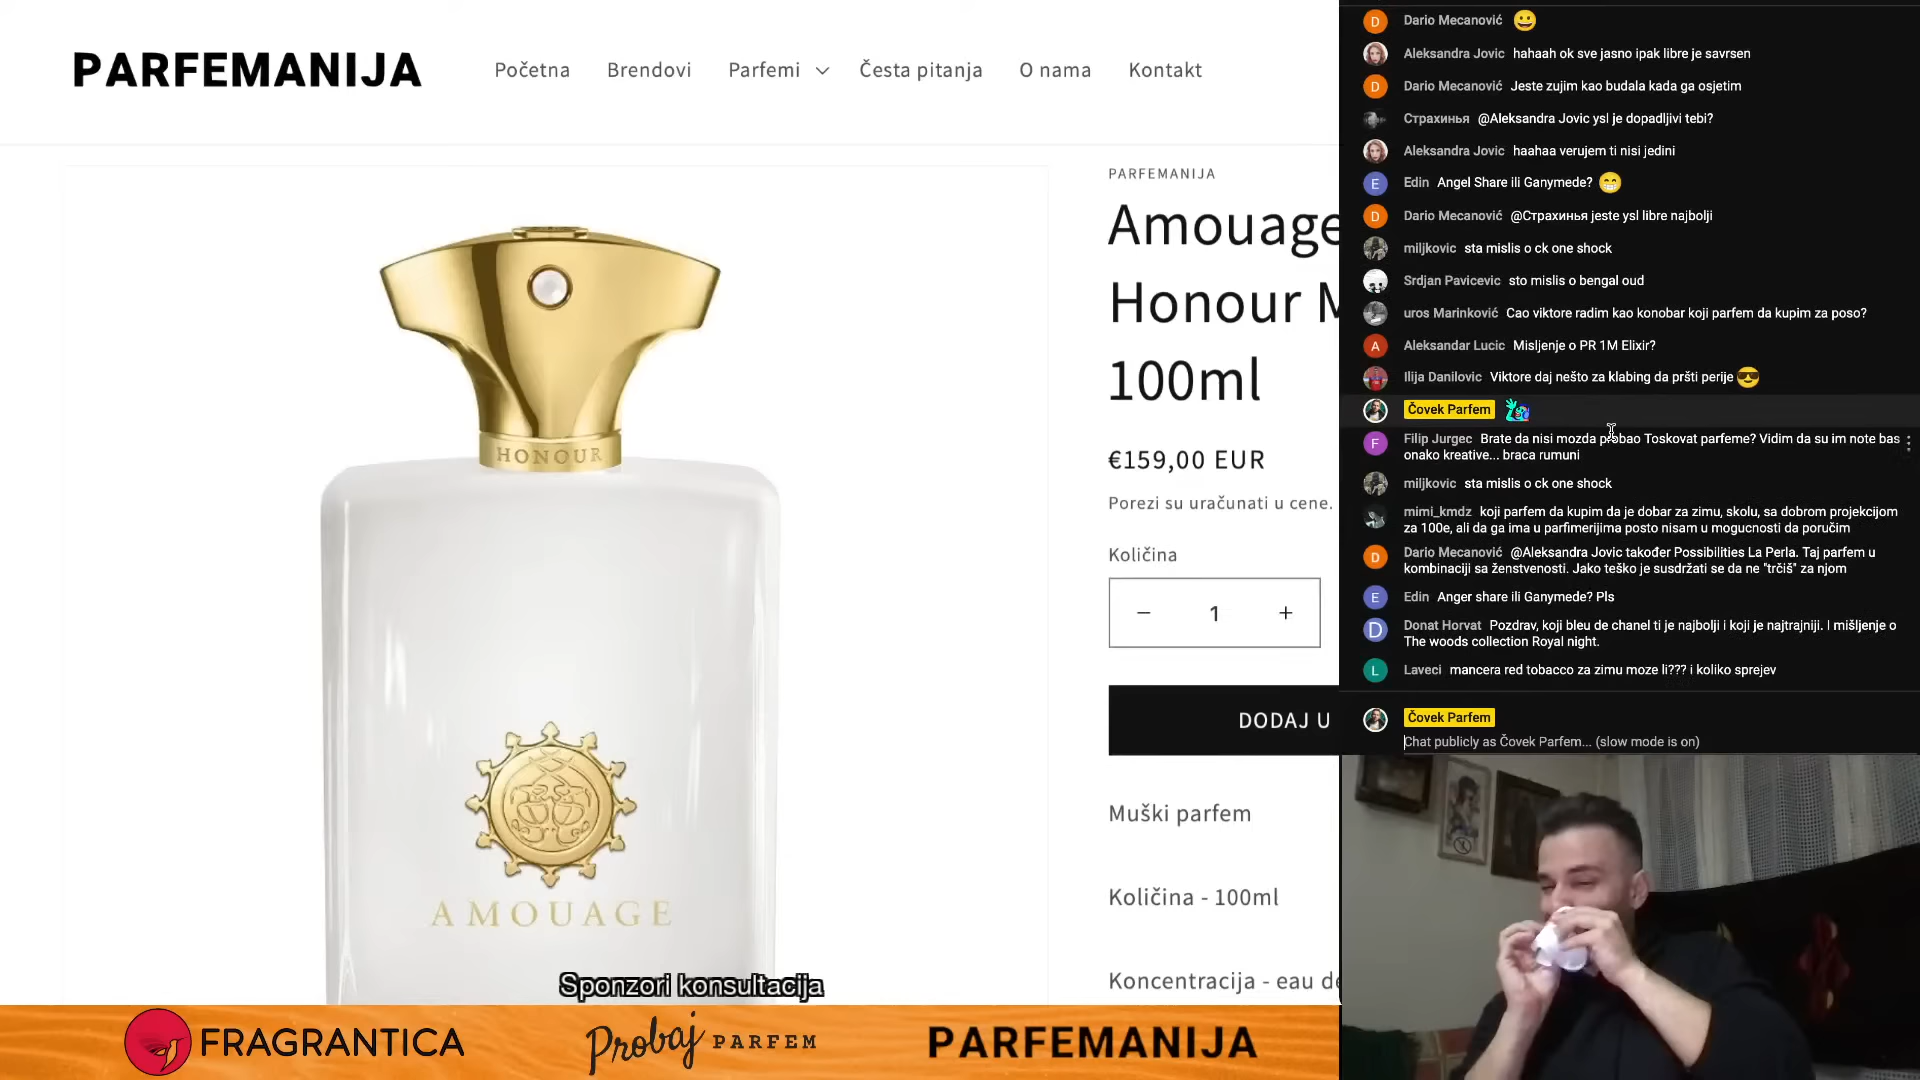 PARFEMANIJA
Početna
Brendovi
Parfemi
Česta pitanja
O nama
Kontakt
HONOUR
AMOUAGE
PARFEMANIJA
Amouage
Honour M
100ml
€159,00 EUR
Porezi su uračunati u cene.
Količina
− 1 +
DODAJ U
Muški parfem
Količina - 100ml
Koncentracija - eau de
Sponzori konsultacija
FRAGRANTICA
Probaj PARFEM
PARFEMANIJA
D Dario Mecanović 😀
Aleksandra Jovic hahaah ok sve jasno ipak libre je savrsen
D Dario Mecanović Jeste zujim kao budala kada ga osjetim
Страхиња @Aleksandra Jovic ysl je dopadljivi tebi?
Aleksandra Jovic haahaa verujem ti nisi jedini
E Edin Angel Share ili Ganymede? 😁
D Dario Mecanović @Страхиња jeste ysl libre najbolji
miljkovic sta mislis o ck one shock
Srdjan Pavicevic sto mislis o bengal oud
uros Marinković Cao viktore radim kao konobar koji parfem da kupim za poso?
A Aleksandar Lucic Misljenje o PR 1M Elixir?
Ilija Danilovic Viktore daj nešto za klabing da pršti perije 😎
Čovek Parfem
F Filip Jurgec Brate da nisi mozda probao Toskovat parfeme? Vidim da su im note bas
onako kreative... braca rumuni
miljkovic sta mislis o ck one shock
mimi_kmdz koji parfem da kupim da je dobar za zimu, skolu, sa dobrom projekcijom
za 100e, ali da ga ima u parfimerijima posto nisam u mogucnosti da poručim
D Dario Mecanović @Aleksandra Jovic također Possibilities La Perla. Taj parfem u
kombinaciji sa ženstvenosti. Jako teško je susdržati se da ne "trčiš" za njom
E Edin Anger share ili Ganymede? Pls
D Donat Horvat Pozdrav, koji bleu de chanel ti je najbolji i koji je najtrajniji. I mišljenje o
The woods collection Royal night.
L Laveci mancera red tobacco za zimu moze li??? i koliko sprejev
Čovek Parfem
Chat publicly as Čovek Parfem... (slow mode is on)